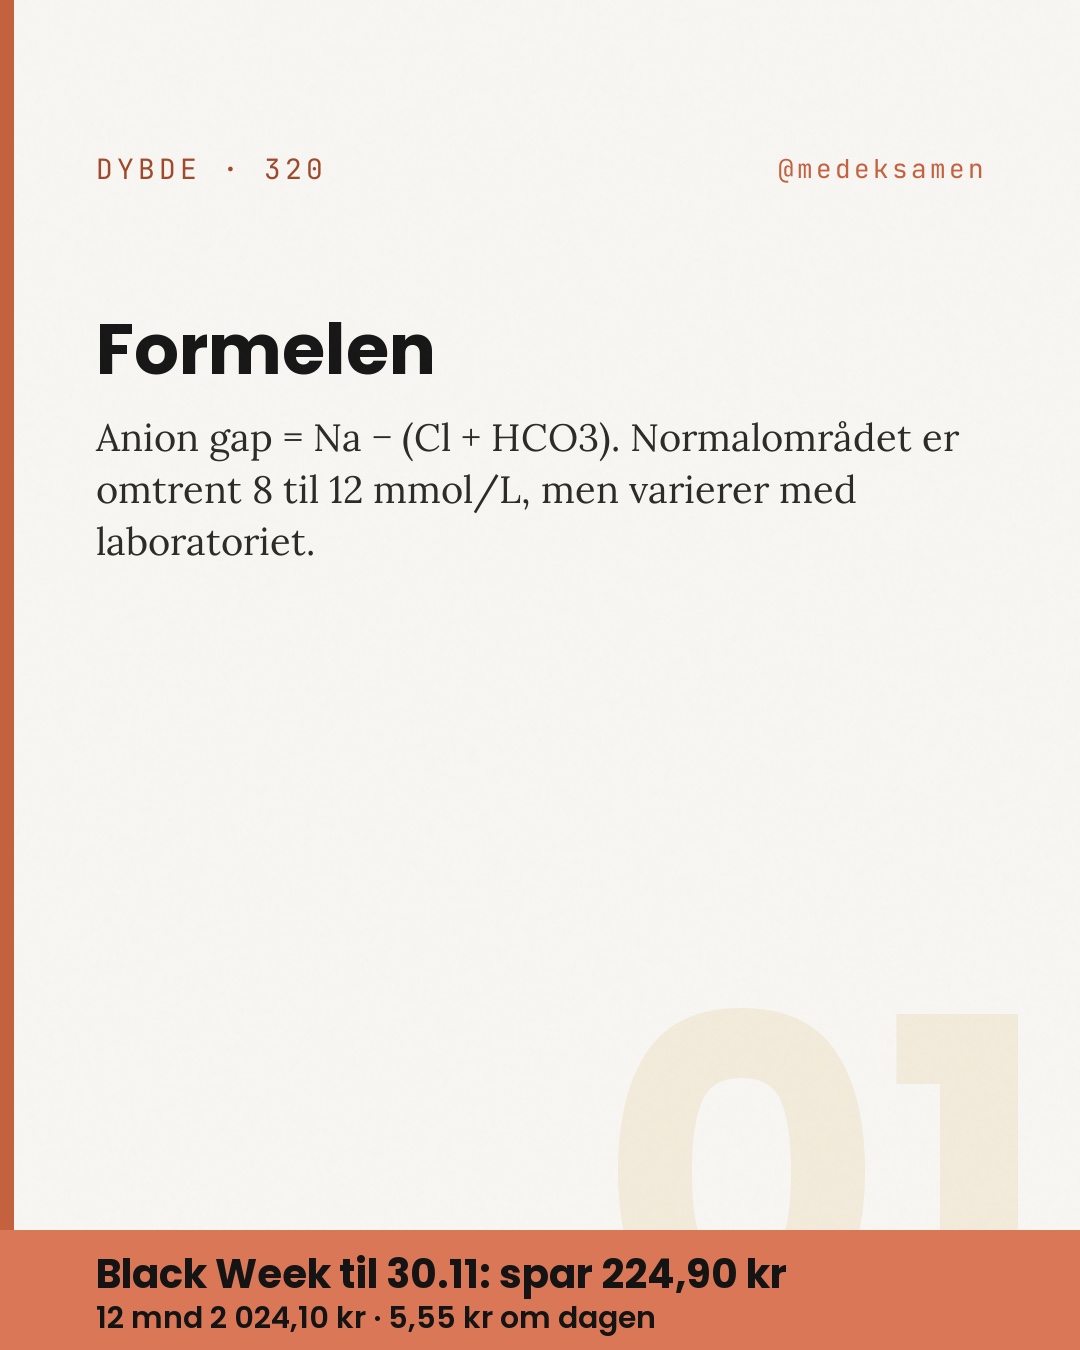 DYBDE · 320
@medeksamen
Formelen
Anion gap = Na − (Cl + HCO3). Normalområdet er
omtrent 8 til 12 mmol/L, men varierer med
laboratoriet.
01
Black Week til 30.11: spar 224,90 kr
12 mnd 2 024,10 kr · 5,55 kr om dagen